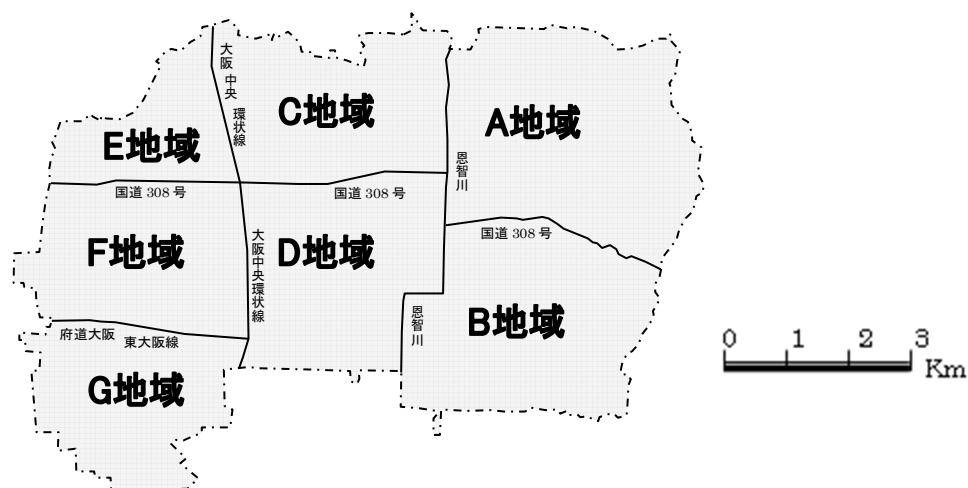 大阪中央環状線
C地域
A地域
E地域
恩智川
国道 308 号
国道 308 号
国道 308 号
大阪中央環状線
F地域
D地域
B地域
恩智川
府道大阪
東大阪線
G地域
0 1 2 3
Km